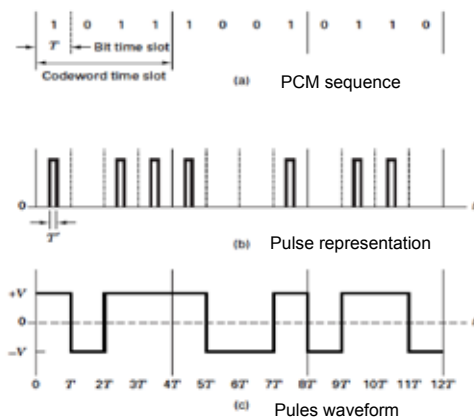 1 0 1 1 1 0 0 1 0 1 1 0
T Bit time slot
Codeword time slot
(a) PCM sequence
0
T'
(b) Pulse representation
+V
0
−V
0 T 2T 3T 4T 5T 6T 7T 8T 9T 10T 11T 12T
(c) Pules waveform